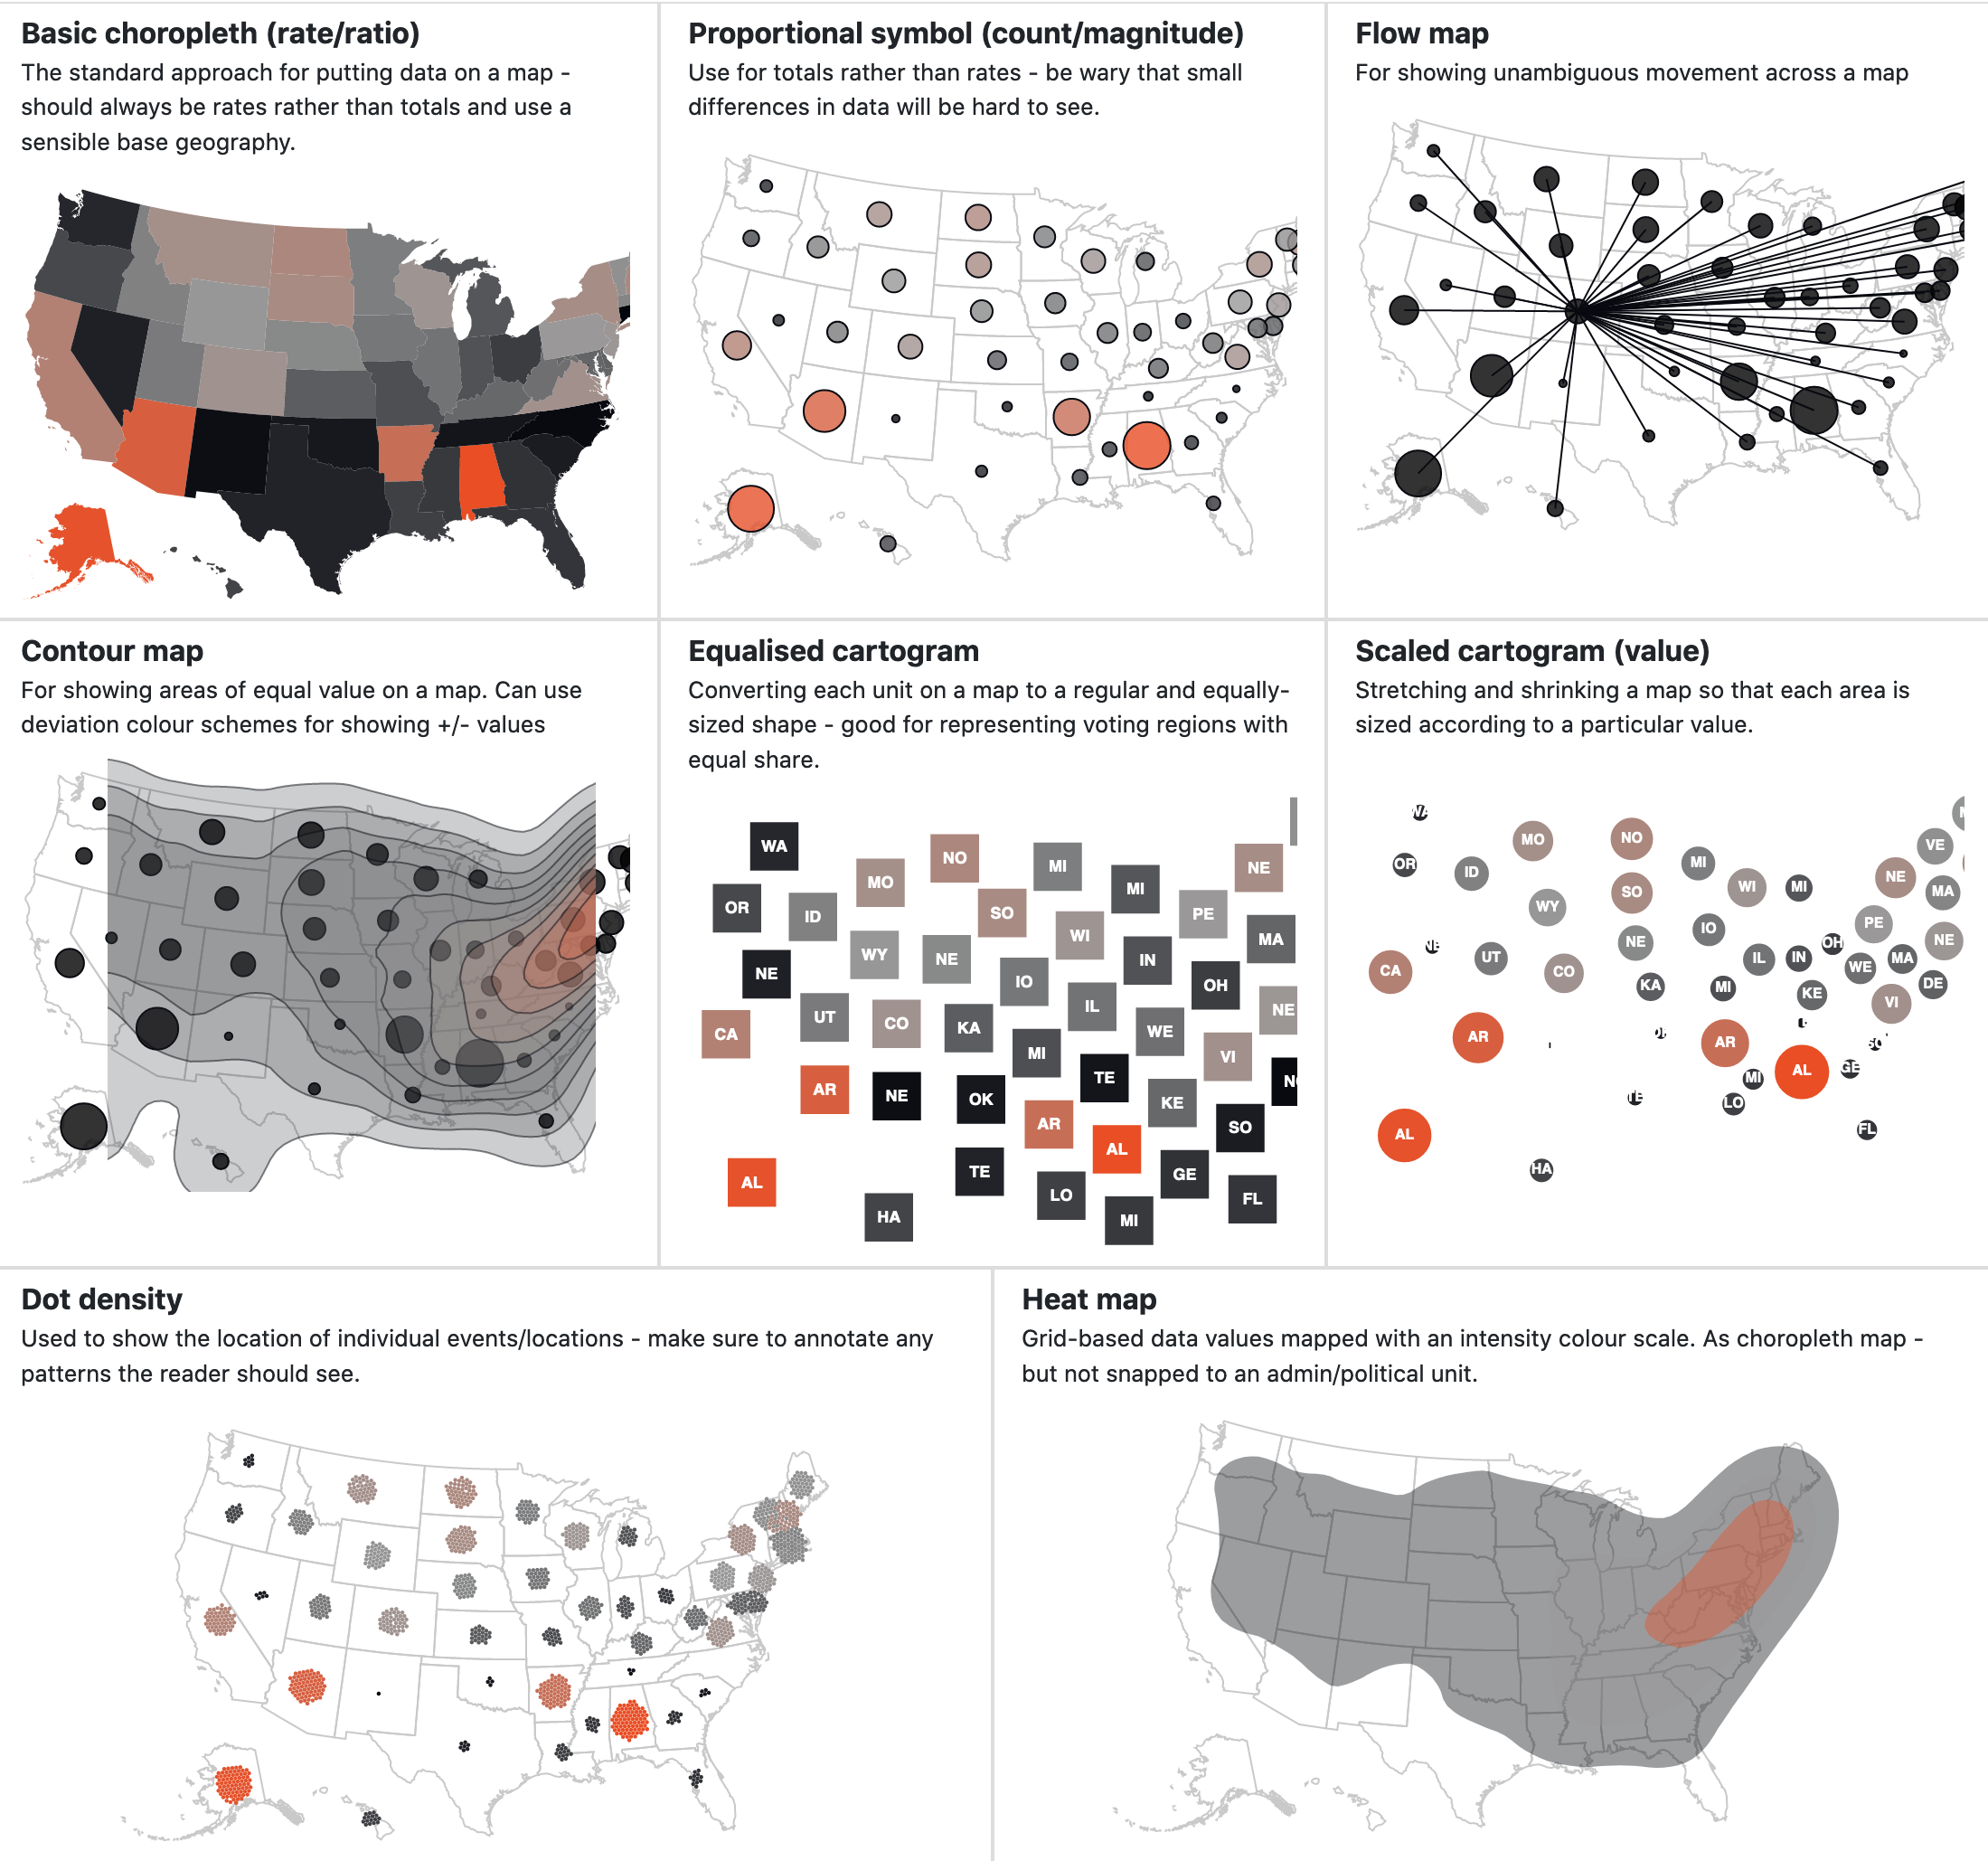 Basic choropleth (rate/ratio)
The standard approach for putting data on a map -
should always be rates rather than totals and use a
sensible base geography.
Proportional symbol (count/magnitude)
Use for totals rather than rates - be wary that small
differences in data will be hard to see.
Flow map
For showing unambiguous movement across a map
Contour map
For showing areas of equal value on a map. Can use
deviation colour schemes for showing +/- values
Equalised cartogram
Converting each unit on a map to a regular and equally-
sized shape - good for representing voting regions with
equal share.
WA
NO
MI
NE
MO
MI
OR
ID
SO
PE
WI
MA
WY
NE
IN
NE
IO
OH
UT
CO
KA
IL
NE
CA
MI
WE
VI
AR
NE
OK
TE
KE
AR
SO
AL
TE
GE
AL
LO
FL
HA
MI
Scaled cartogram (value)
Stretching and shrinking a map so that each area is
sized according to a particular value.
MO
NO
VE
OR
ID
MI
WI
MI
NE
MA
WY
SO
PE
IO
NE
OH
NE
CA
UT
CO
IL
IN
WE
MA
KA
MI
KE
VI
DE
AR
AR
AL
MI
GE
LO
AL
FL
HA
Dot density
Used to show the location of individual events/locations - make sure to annotate any
patterns the reader should see.
Heat map
Grid-based data values mapped with an intensity colour scale. As choropleth map -
but not snapped to an admin/political unit.